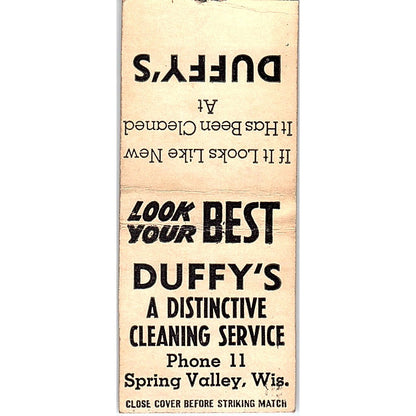 If It Looks Like New
It Has Been Cleaned
At
DUFFY'S
LOOK
YOUR BEST
DUFFY'S
A DISTINCTIVE
CLEANING SERVICE
Phone 11
Spring Valley, Wis.
CLOSE COVER BEFORE STRIKING MATCH